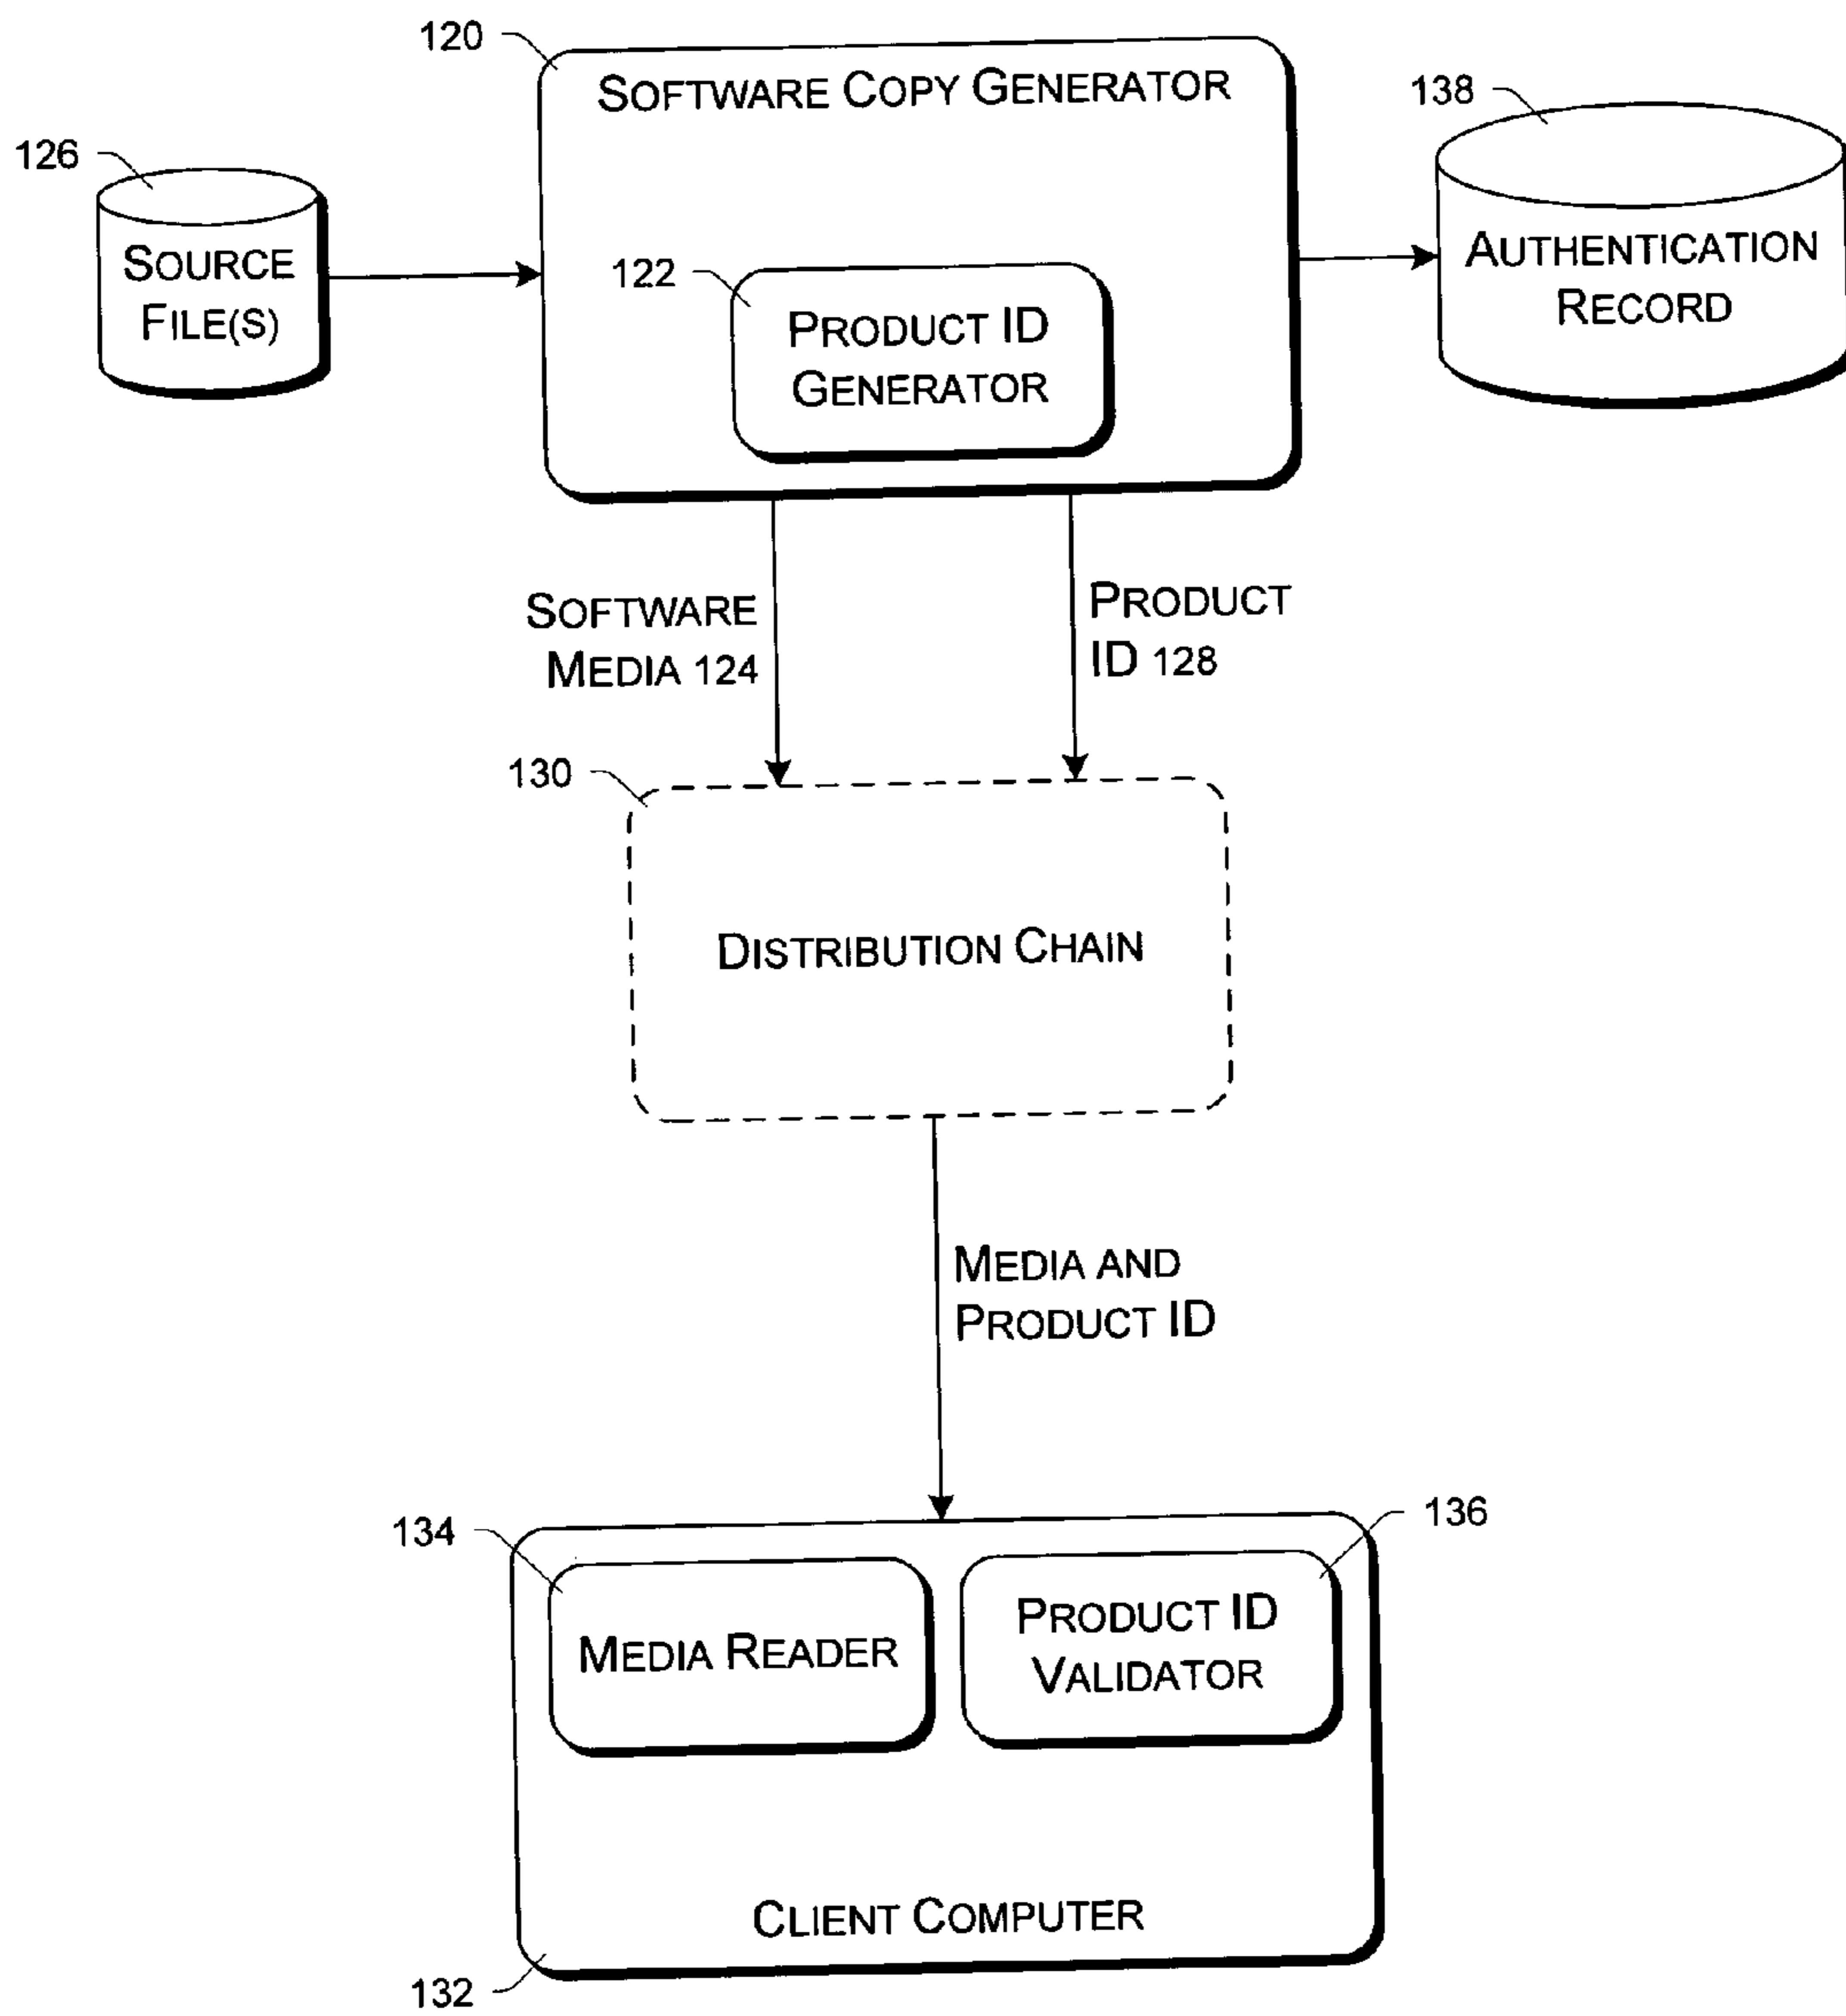 120
SOFTWARE COPY GENERATOR
138
126
SOURCE
FILE(S)
122
PRODUCT ID
GENERATOR
AUTHENTICATION
RECORD
SOFTWARE
MEDIA 124
PRODUCT
ID 128
130
DISTRIBUTION CHAIN
MEDIA AND
PRODUCT ID
134
136
MEDIA READER
PRODUCT ID
VALIDATOR
CLIENT COMPUTER
132